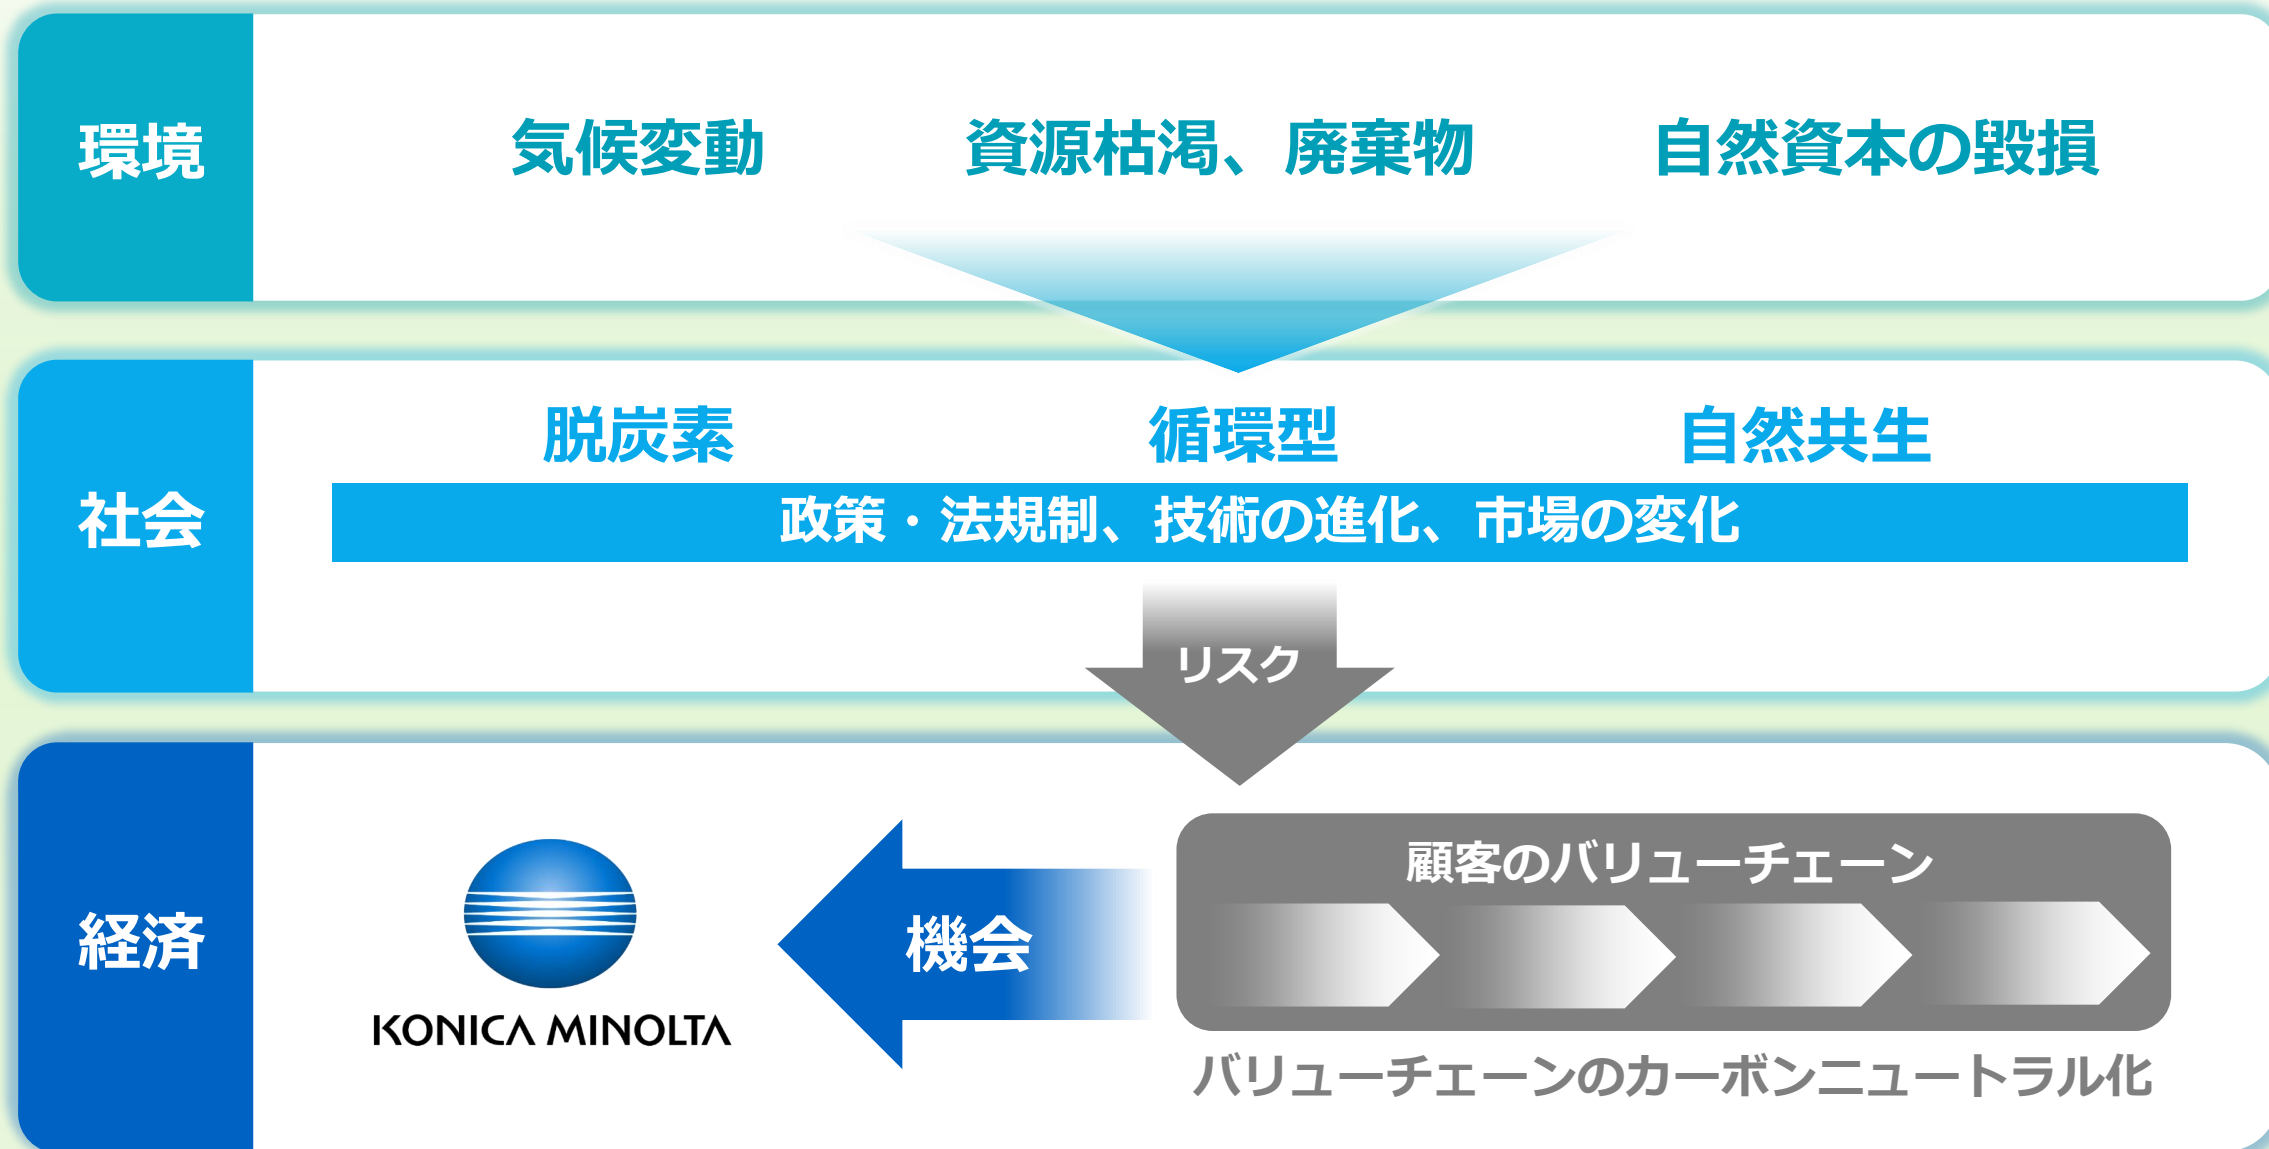 環境
気候変動
資源枯渇、廃棄物
自然資本の毀損
社会
脱炭素
循環型
自然共生
政策・法規制、技術の進化、市場の変化
リスク
経済
KONICA MINOLTA
機会
顧客のバリューチェーン
バリューチェーンのカーボンニュートラル化